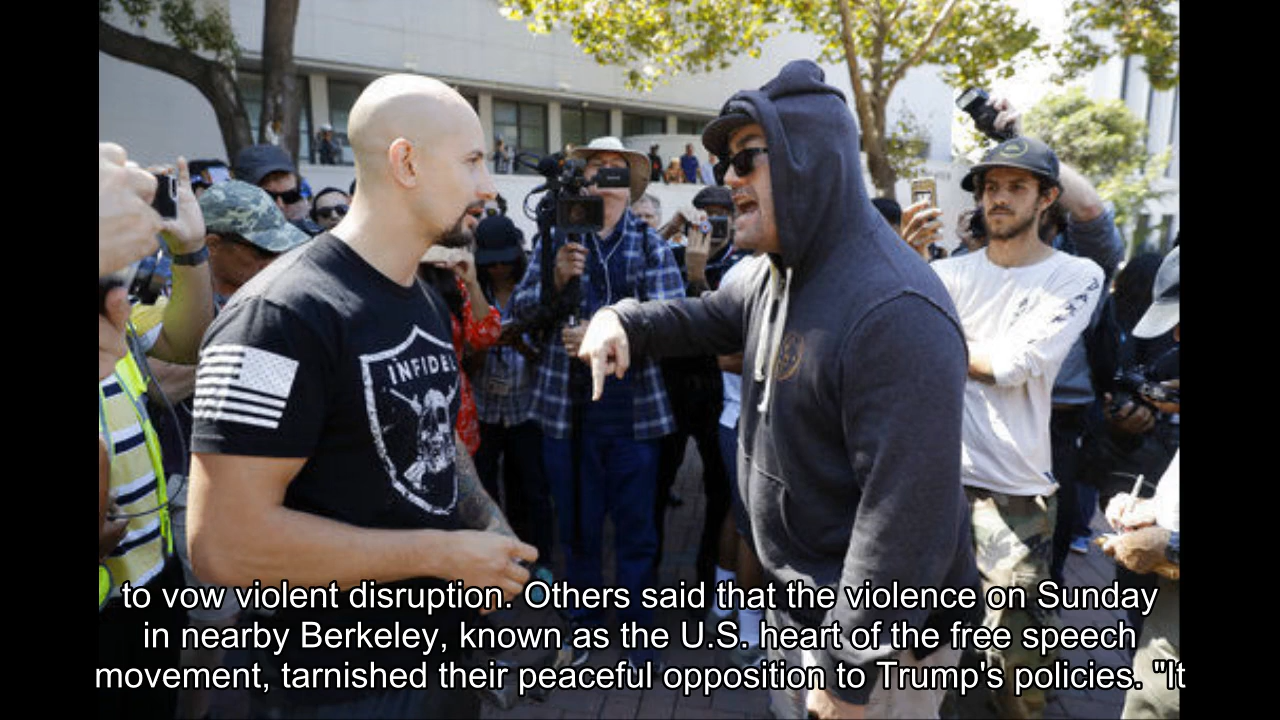 INFIDEL
to vow violent disruption. Others said that the violence on Sunday
in nearby Berkeley, known as the U.S. heart of the free speech
movement, tarnished their peaceful opposition to Trump's policies. "It